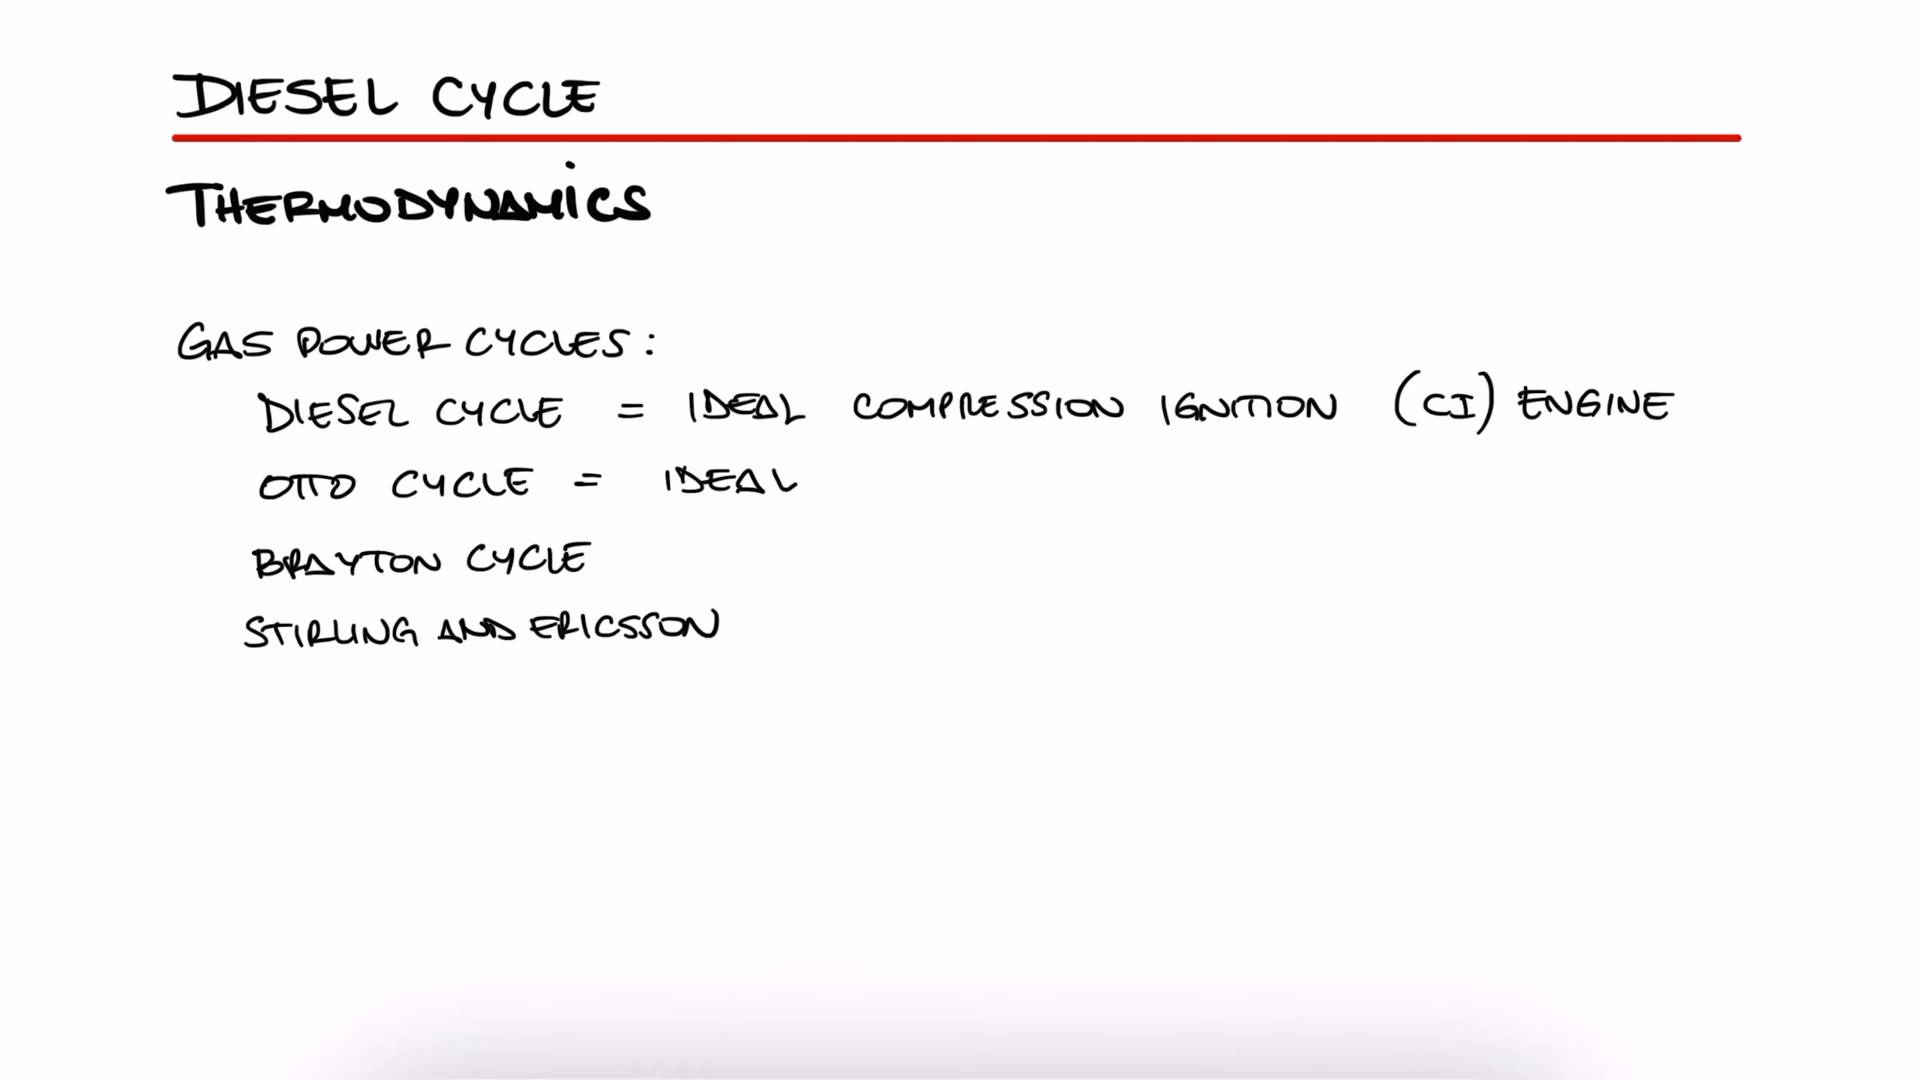 DIESEL CYCLE
THERMODYNAMiCS
GAS POWER CYCLES:
DIESEL CYCLE = IDEAL COMPRESSION IGNITION (CI) ENGINE
OTTO CYCLE = IDEAL
BRAYTON CYCLE
STIRLING AND ERICSSON